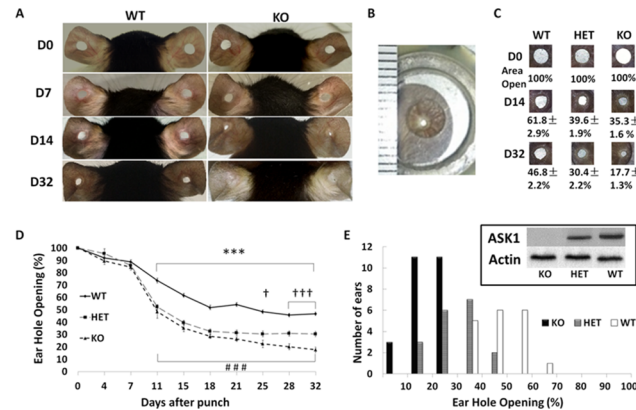 A
WT
KO
D0
D7
D14
D32
B
C
WT HET KO
D0
Area
Open
100% 100% 100%
D14
61.8 ± 39.6 ± 35.3 ±
2.9% 1.9% 1.6 %
D32
46.8 ± 30.4 ± 17.7 ±
2.2% 2.2% 1.3%
D
Ear Hole Opening (%)
100
90
80
70
60
50
40
30
20
10
0
***
†
†††
WT
HET
KO
# # #
0 4 7 11 15 18 21 25 28 32
Days after punch
E
Number of ears
12
10
8
6
4
2
0
ASK1
Actin
KO HET WT
KO HET WT
10 20 30 40 50 60 70 80 90 100
Ear Hole Opening (%)